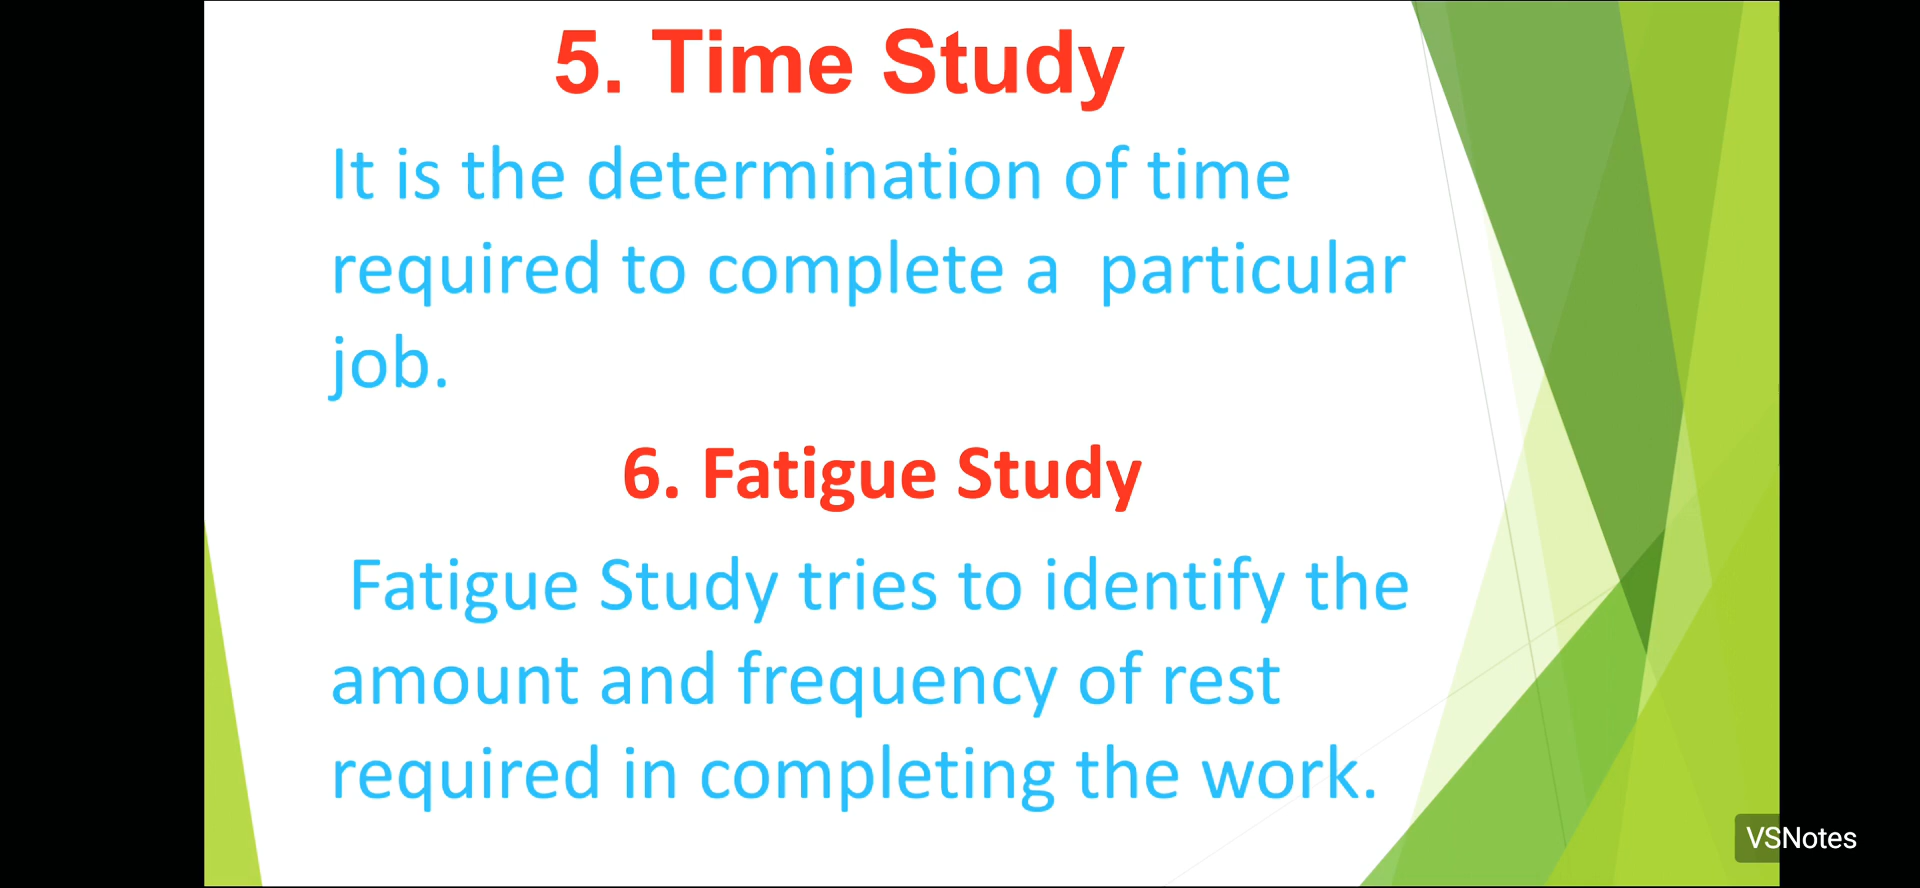 5. Time Study
It is the determination of time
required to complete a particular
job.
6. Fatigue Study
Fatigue Study tries to identify the
amount and frequency of rest
required in completing the work.
VSNotes